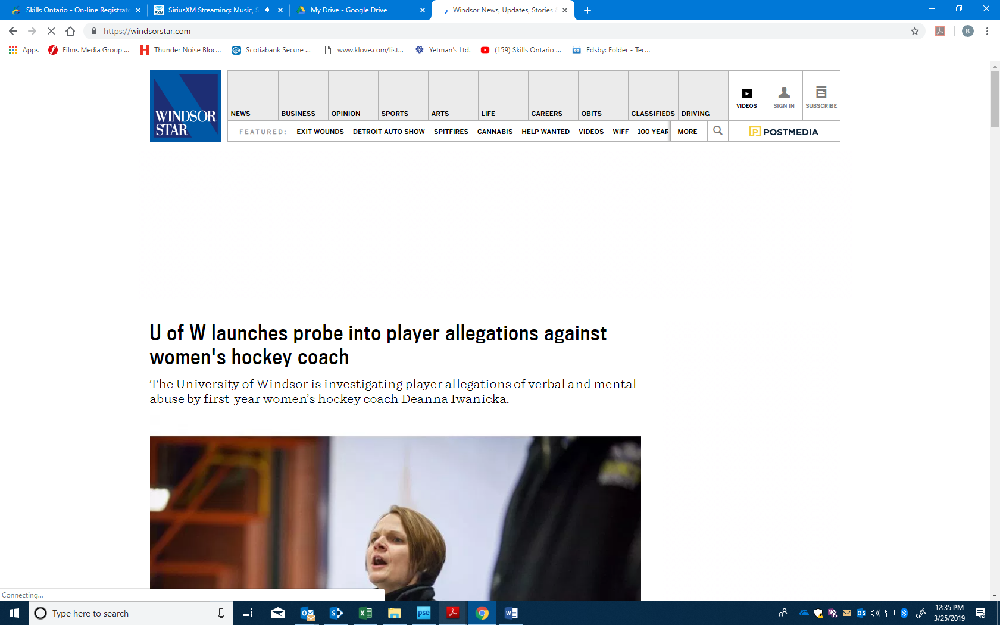 Skills Ontario - On-line Registrat
SiriusXM Streaming: Music, S
My Drive - Google Drive
Windsor News, Updates, Stories
https://windsorstar.com
B
Apps
Films Media Group ...
Thunder Noise Bloc...
Scotiabank Secure ...
www.klove.com/list...
Yetman's Ltd.
(159) Skills Ontario ...
Edsby: Folder - Tec...
WINDSOR
STAR
NEWS
BUSINESS
OPINION
SPORTS
ARTS
LIFE
CAREERS
OBITS
CLASSIFIEDS
DRIVING
VIDEOS
SIGN IN
SUBSCRIBE
FEATURED:
EXIT WOUNDS
DETROIT AUTO SHOW
SPITFIRES
CANNABIS
HELP WANTED
VIDEOS
WIFF
100 YEAR
MORE
POSTMEDIA
U of W launches probe into player allegations against
women's hockey coach
The University of Windsor is investigating player allegations of verbal and mental
abuse by first-year women’s hockey coach Deanna Iwanicka.
Connecting...
Type here to search
pse
12:35 PM
3/25/2019